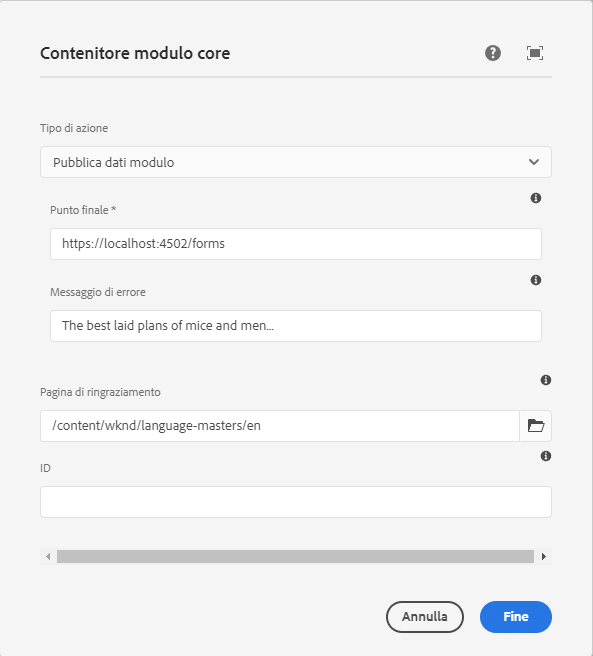 Contenitore modulo core
Tipo di azione
Pubblica dati modulo
Punto finale *
https://localhost:4502/forms
Messaggio di errore
The best laid plans of mice and men...
Pagina di ringraziamento
/content/wknd/language-masters/en
ID
Annulla
Fine